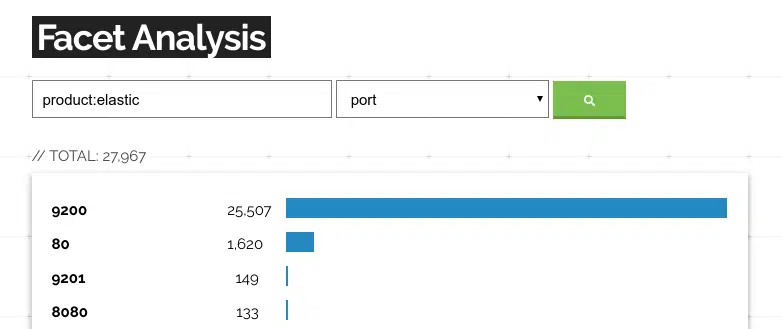 Facet Analysis
product:elastic port
// TOTAL: 27,967
9200 25,507
80 1,620
9201 149
8080 133